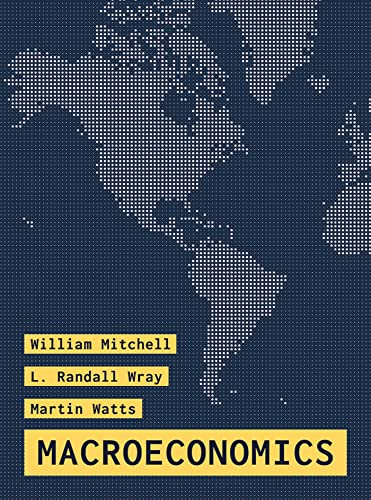 William Mitchell
L. Randall Wray
Martin Watts
MACROECONOMICS